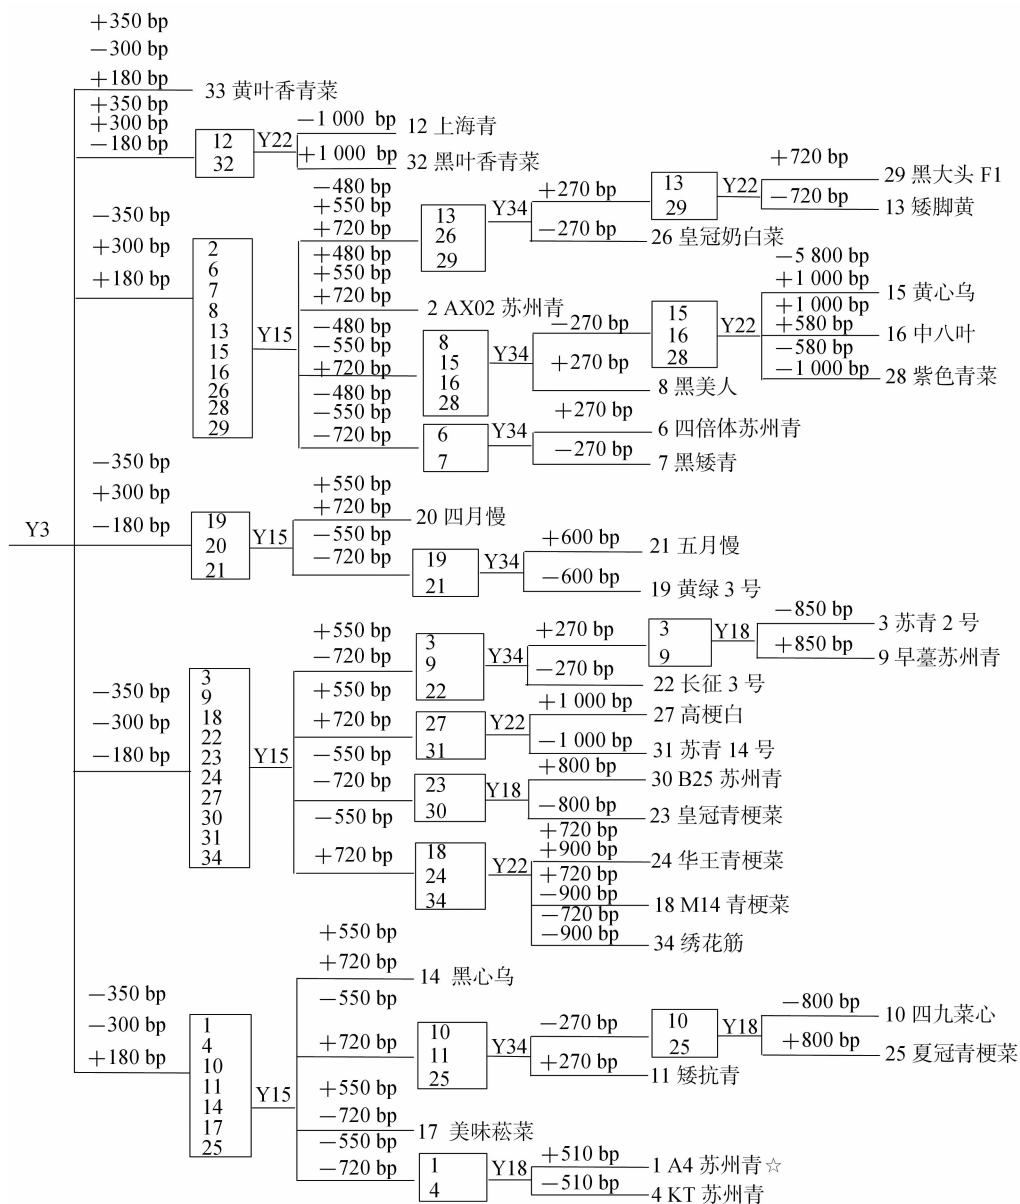 +350 bp
−300 bp
+180 bp
33 黄叶香青菜
+350 bp
+300 bp
−180 bp
12
32
Y22
−1 000 bp
12 上海青
+1 000 bp
32 黑叶香青菜
−350 bp
+300 bp
+180 bp
2
6
7
8
13
15
16
26
28
29
Y15
−480 bp
+550 bp
+720 bp
13
26
29
Y34
+270 bp
13
29
Y22
+720 bp
29 黑大头 F1
−720 bp
13 矮脚黄
−270 bp
26 皇冠奶白菜
+480 bp
+550 bp
+720 bp
2 AX02 苏州青
−480 bp
−550 bp
+720 bp
8
15
16
28
Y34
−270 bp
15
16
28
Y22
−5 800 bp
+1 000 bp
15 黄心乌
+1 000 bp
+580 bp
16 中八叶
−580 bp
−1 000 bp
28 紫色青菜
+270 bp
8 黑美人
−480 bp
−550 bp
−720 bp
6
7
Y34
+270 bp
6 四倍体苏州青
−270 bp
7 黑矮青
Y3
−350 bp
+300 bp
−180 bp
19
20
21
Y15
+550 bp
+720 bp
20 四月慢
−550 bp
−720 bp
19
21
Y34
+600 bp
21 五月慢
−600 bp
19 黄绿 3 号
−350 bp
−300 bp
−180 bp
3
9
18
22
23
24
27
30
31
34
Y15
+550 bp
−720 bp
3
9
22
Y34
+270 bp
3
9
Y18
−850 bp
3 苏青 2 号
+850 bp
9 早薹苏州青
−270 bp
22 长征 3 号
+550 bp
+720 bp
27
31
Y22
+1 000 bp
27 高梗白
−1 000 bp
31 苏青 14 号
−550 bp
−720 bp
23
30
Y18
+800 bp
30 B25 苏州青
−800 bp
23 皇冠青梗菜
−550 bp
+720 bp
18
24
34
Y22
+720 bp
+900 bp
24 华王青梗菜
+720 bp
−900 bp
18 M14 青梗菜
−720 bp
−900 bp
34 绣花筋
−350 bp
−300 bp
+180 bp
1
4
10
11
14
17
25
Y15
+550 bp
+720 bp
14 黑心乌
−550 bp
+720 bp
10
11
25
Y34
−270 bp
10
25
Y18
−800 bp
10 四九菜心
+800 bp
25 夏冠青梗菜
+270 bp
11 矮抗青
+550 bp
−720 bp
17 美味菘菜
−550 bp
−720 bp
1
4
Y18
+510 bp
1 A4 苏州青☆
−510 bp
4 KT 苏州青